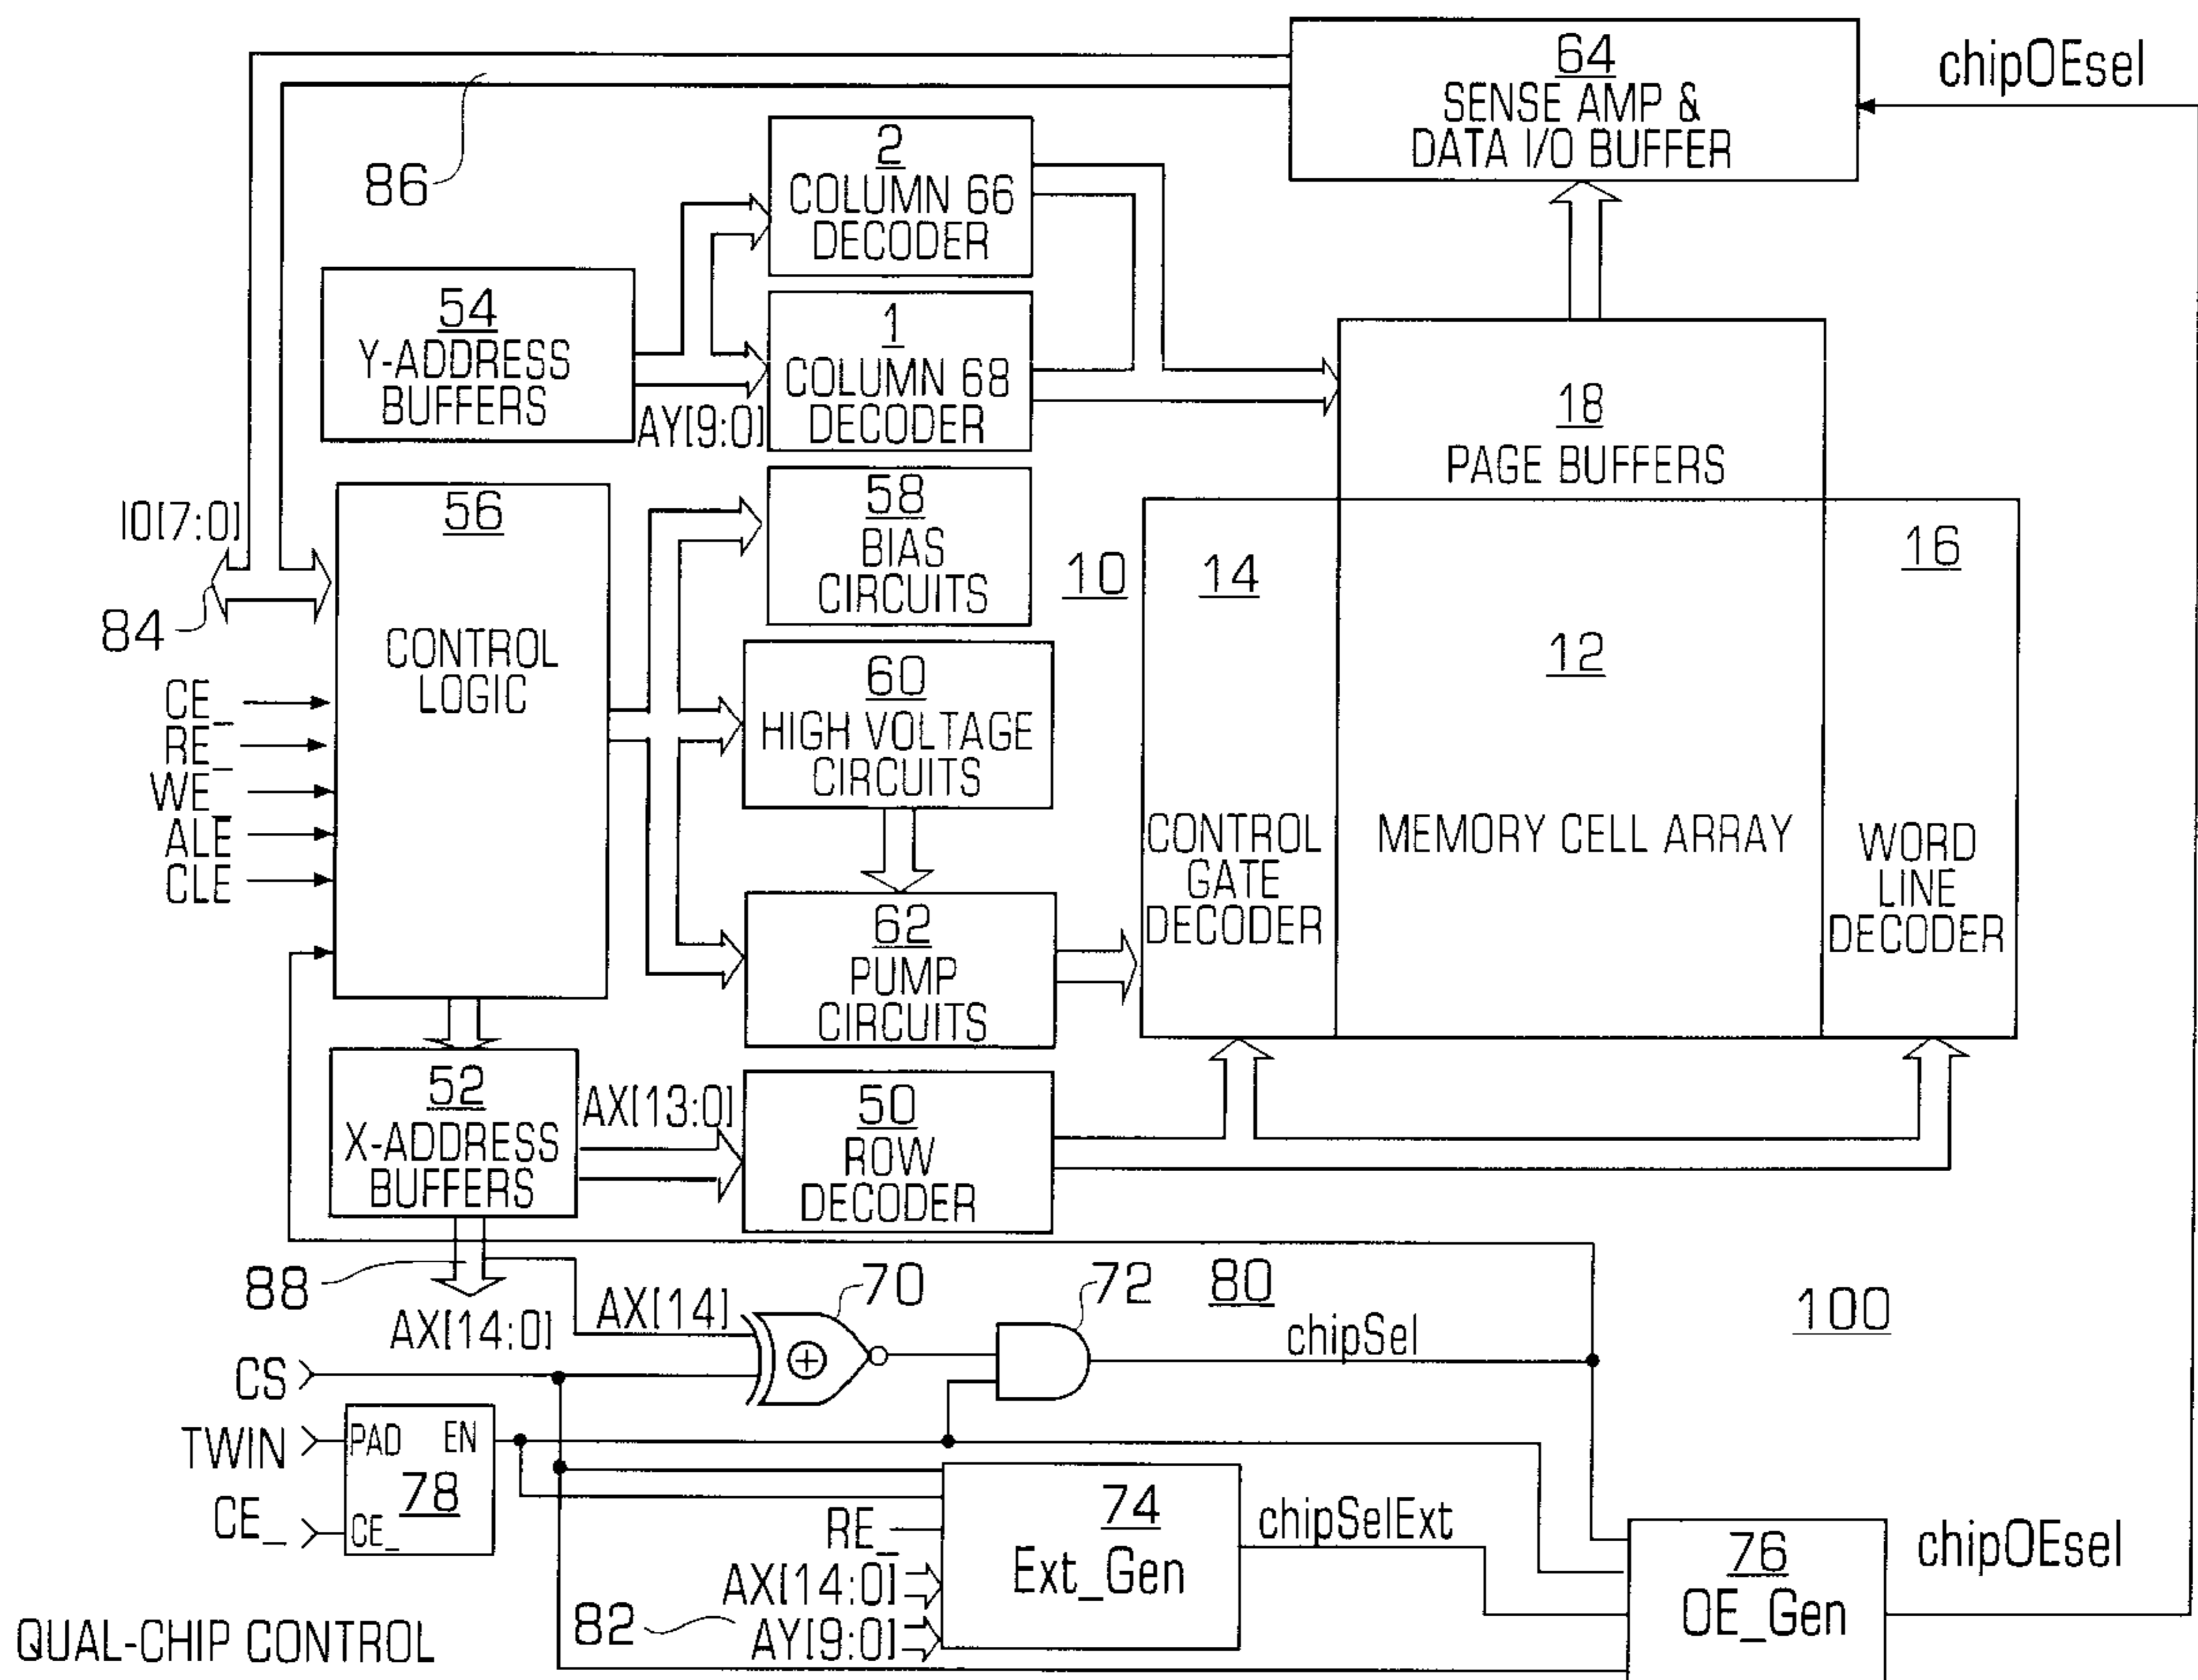 64
SENSE AMP &
DATA I/O BUFFER
chipOEsel
86
2
COLUMN 66
DECODER
54
Y-ADDRESS
BUFFERS
AY[9:0]
1
COLUMN 68
DECODER
18
PAGE BUFFERS
IO[7:0]
84
56
CONTROL
LOGIC
58
BIAS
CIRCUITS
10
14
CONTROL
GATE
DECODER
12
MEMORY CELL ARRAY
16
WORD
LINE
DECODER
CE_
RE_
WE_
ALE
CLE
60
HIGH VOLTAGE
CIRCUITS
62
PUMP
CIRCUITS
52
X-ADDRESS
BUFFERS
AX[13:0]
50
ROW
DECODER
88
AX[14:0]
AX[14]
70
72
80
chipSel
100
CS
TWIN
CE_
PAD EN
78
CE_
RE_
AX[14:0]
82
AY[9:0]
74
Ext_Gen
chipSelExt
76
OE_Gen
chipOEsel
QUAL-CHIP CONTROL